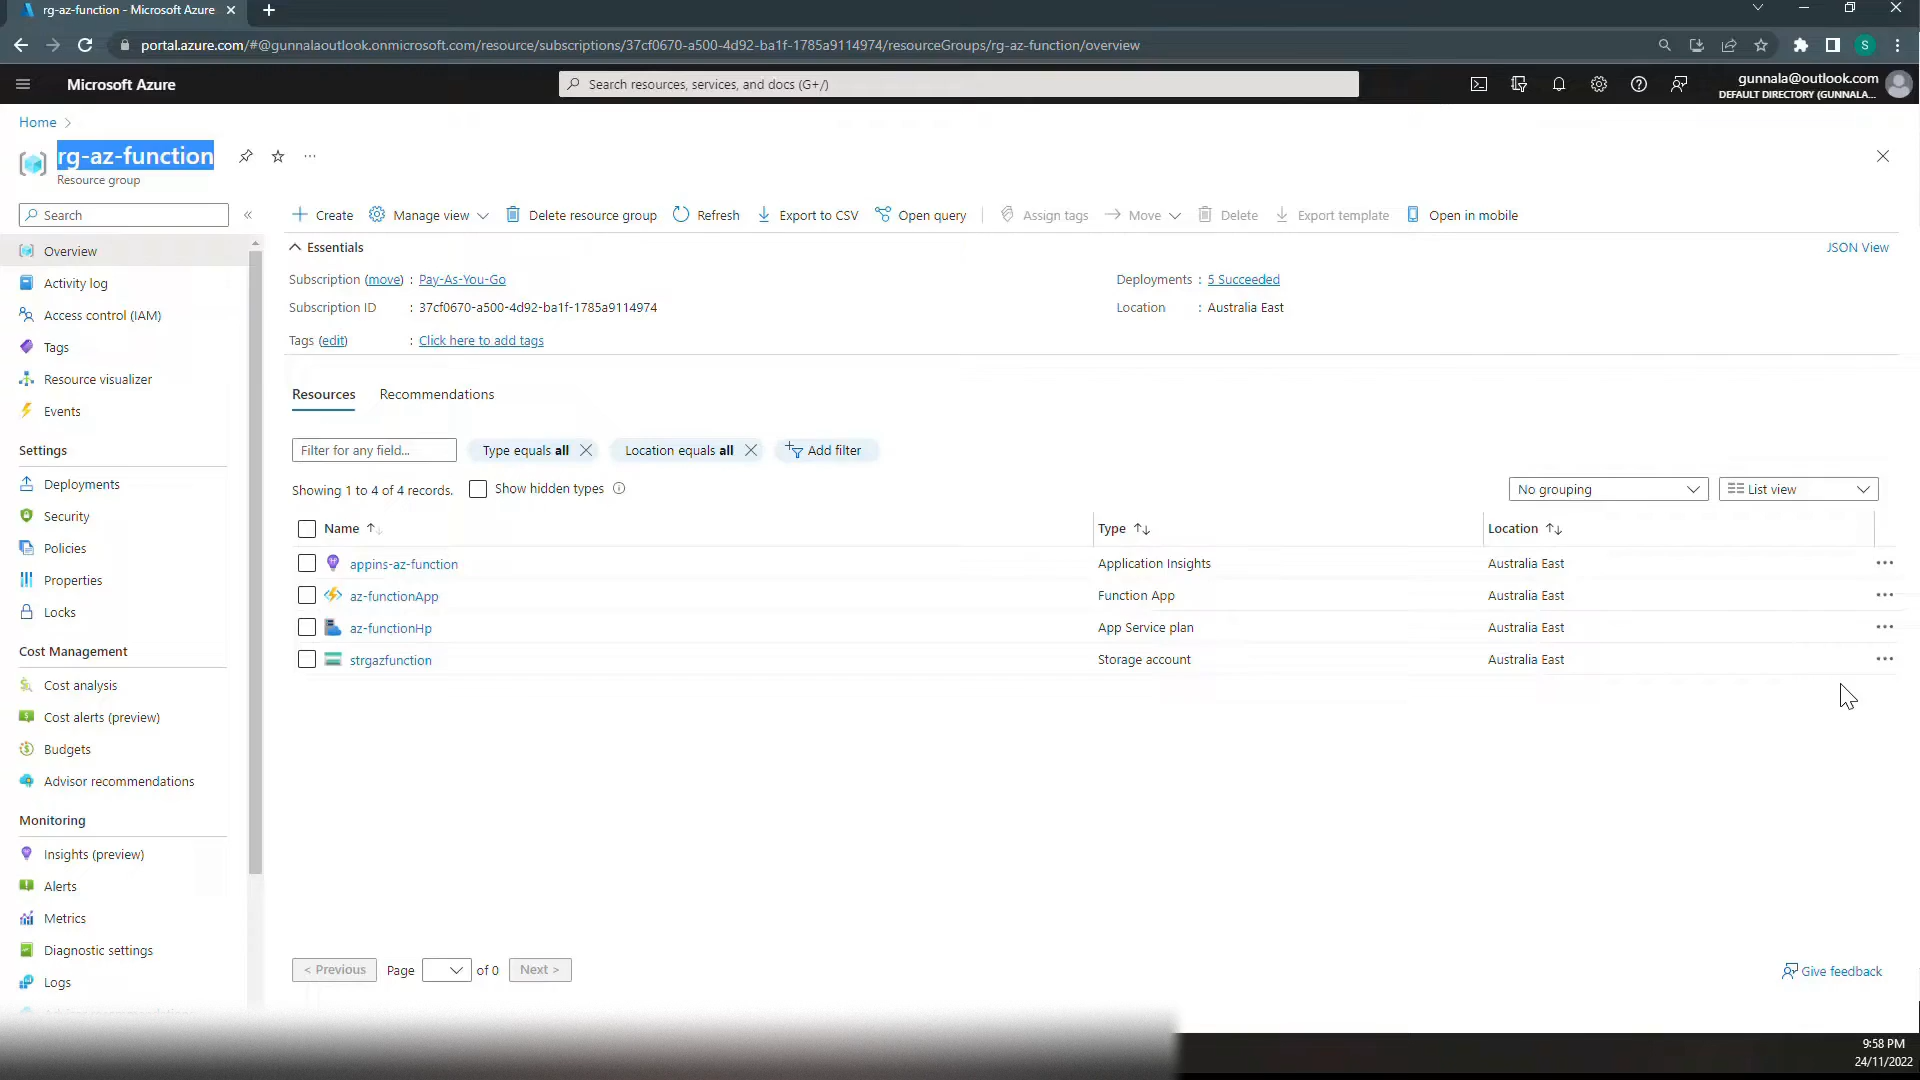 rg-az-function - Microsoft Azure
portal.azure.com/#@gunnalaoutlook.onmicrosoft.com/resource/subscriptions/37cf0670-a500-4d92-ba1f-1785a9114974/resourceGroups/rg-az-function/overview
S
Microsoft Azure
Search resources, services, and docs (G+/)
gunnala@outlook.com
DEFAULT DIRECTORY (GUNNALA...
Home
rg-az-function
Resource group
Search
Create Manage view Delete resource group Refresh Export to CSV Open query Assign tags Move Delete Export template Open in mobile
Overview
Activity log
Access control (IAM)
Tags
Resource visualizer
Events
Settings
Deployments
Security
Policies
Properties
Locks
Cost Management
Cost analysis
Cost alerts (preview)
Budgets
Advisor recommendations
Monitoring
Insights (preview)
Alerts
Metrics
Diagnostic settings
Logs
Essentials
JSON View
Subscription (move) : Pay-As-You-Go
Deployments : 5 Succeeded
Subscription ID : 37cf0670-a500-4d92-ba1f-1785a9114974
Location : Australia East
Tags (edit) : Click here to add tags
Resources Recommendations
Filter for any field... Type equals all Location equals all Add filter
Showing 1 to 4 of 4 records. Show hidden types
No grouping List view
Name Type Location
appins-az-function Application Insights Australia East
az-functionApp Function App Australia East
az-functionHp App Service plan Australia East
strgazfunction Storage account Australia East
< Previous Page of 0 Next >
Give feedback
9:58 PM
24/11/2022